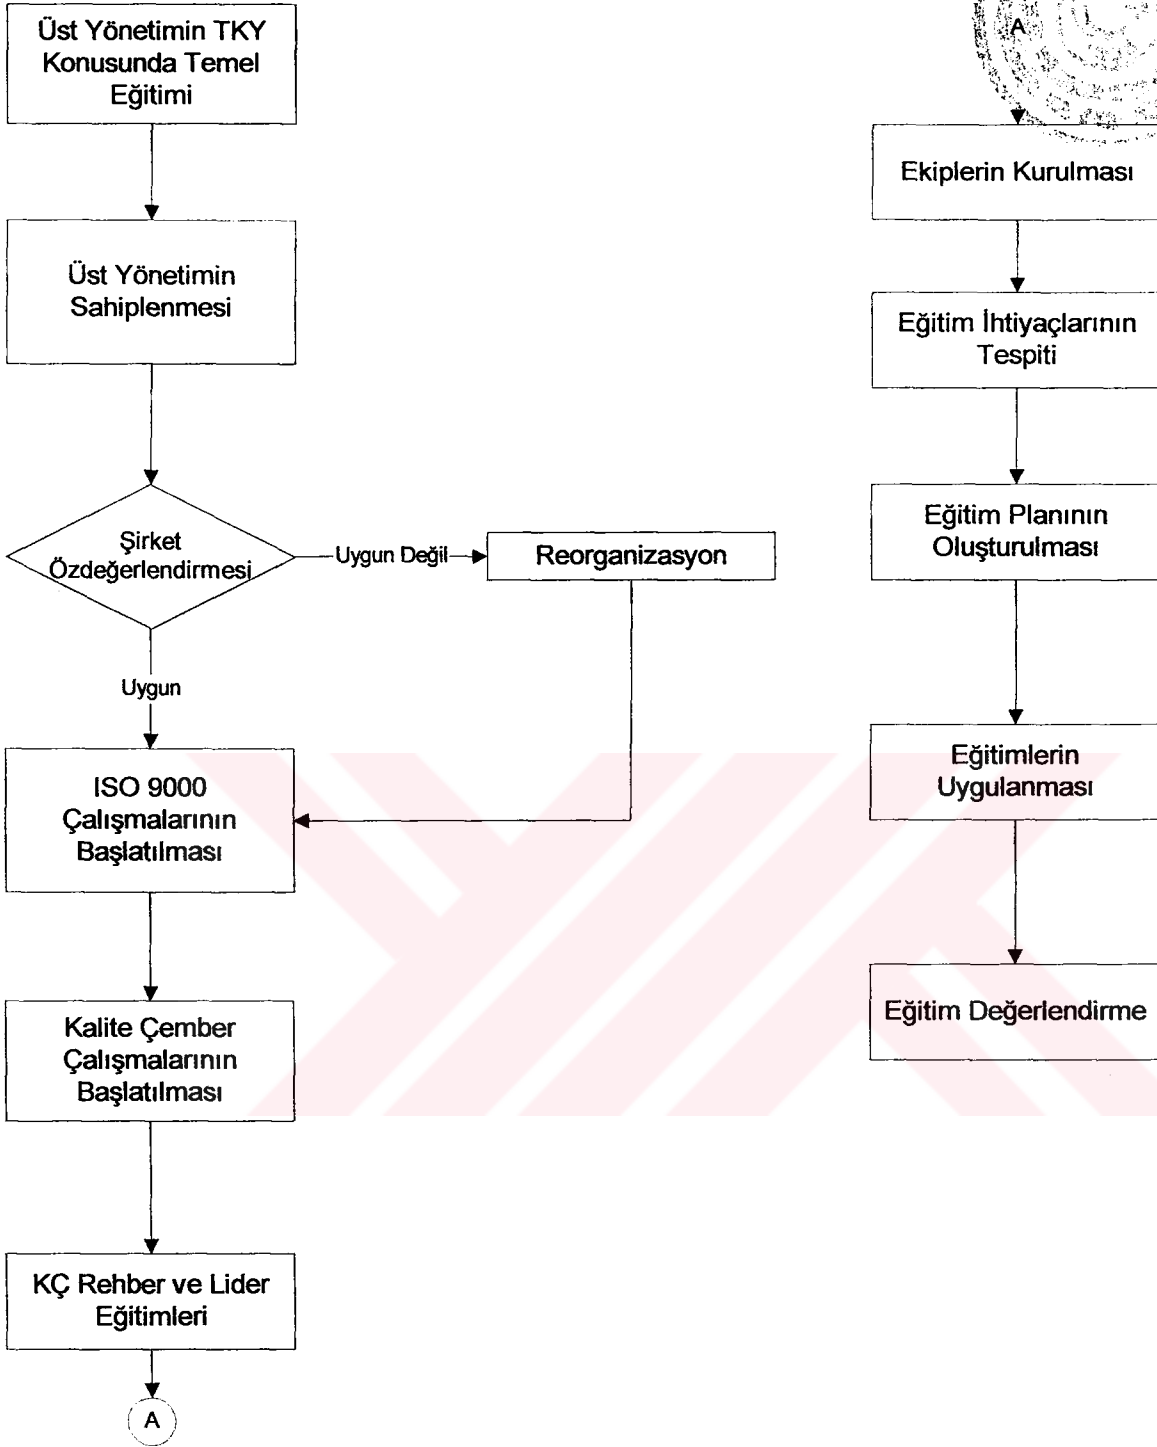 Üst Yönetimin TKY
Konusunda Temel
Eğitimi
Üst Yönetimin
Sahiplenmesi
Şirket
Özdeğerlendirmesi
Uygun Değil
Reorganizasyon
Uygun
ISO 9000
Çalışmalarının
Başlatılması
Kalite Çember
Çalışmalarının
Başlatılması
KÇ Rehber ve Lider
Eğitimleri
A
A
Ekiplerin Kurulması
Eğitim İhtiyaçlarının
Tespiti
Eğitim Planının
Oluşturulması
Eğitimlerin
Uygulanması
Eğitim Değerlendirme